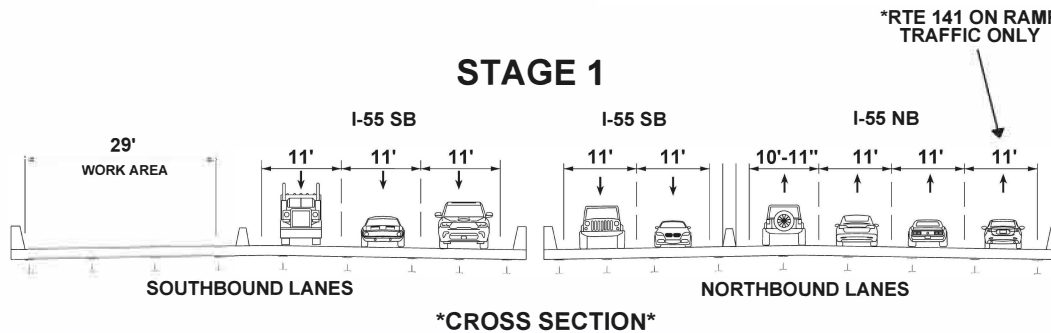 *RTE 141 ON RAMP
TRAFFIC ONLY
STAGE 1
I-55 SB
I-55 SB
I-55 NB
29'
WORK AREA
11' 11' 11'
11' 11'
10'-11" 11' 11' 11'
SOUTHBOUND LANES
NORTHBOUND LANES
*CROSS SECTION*